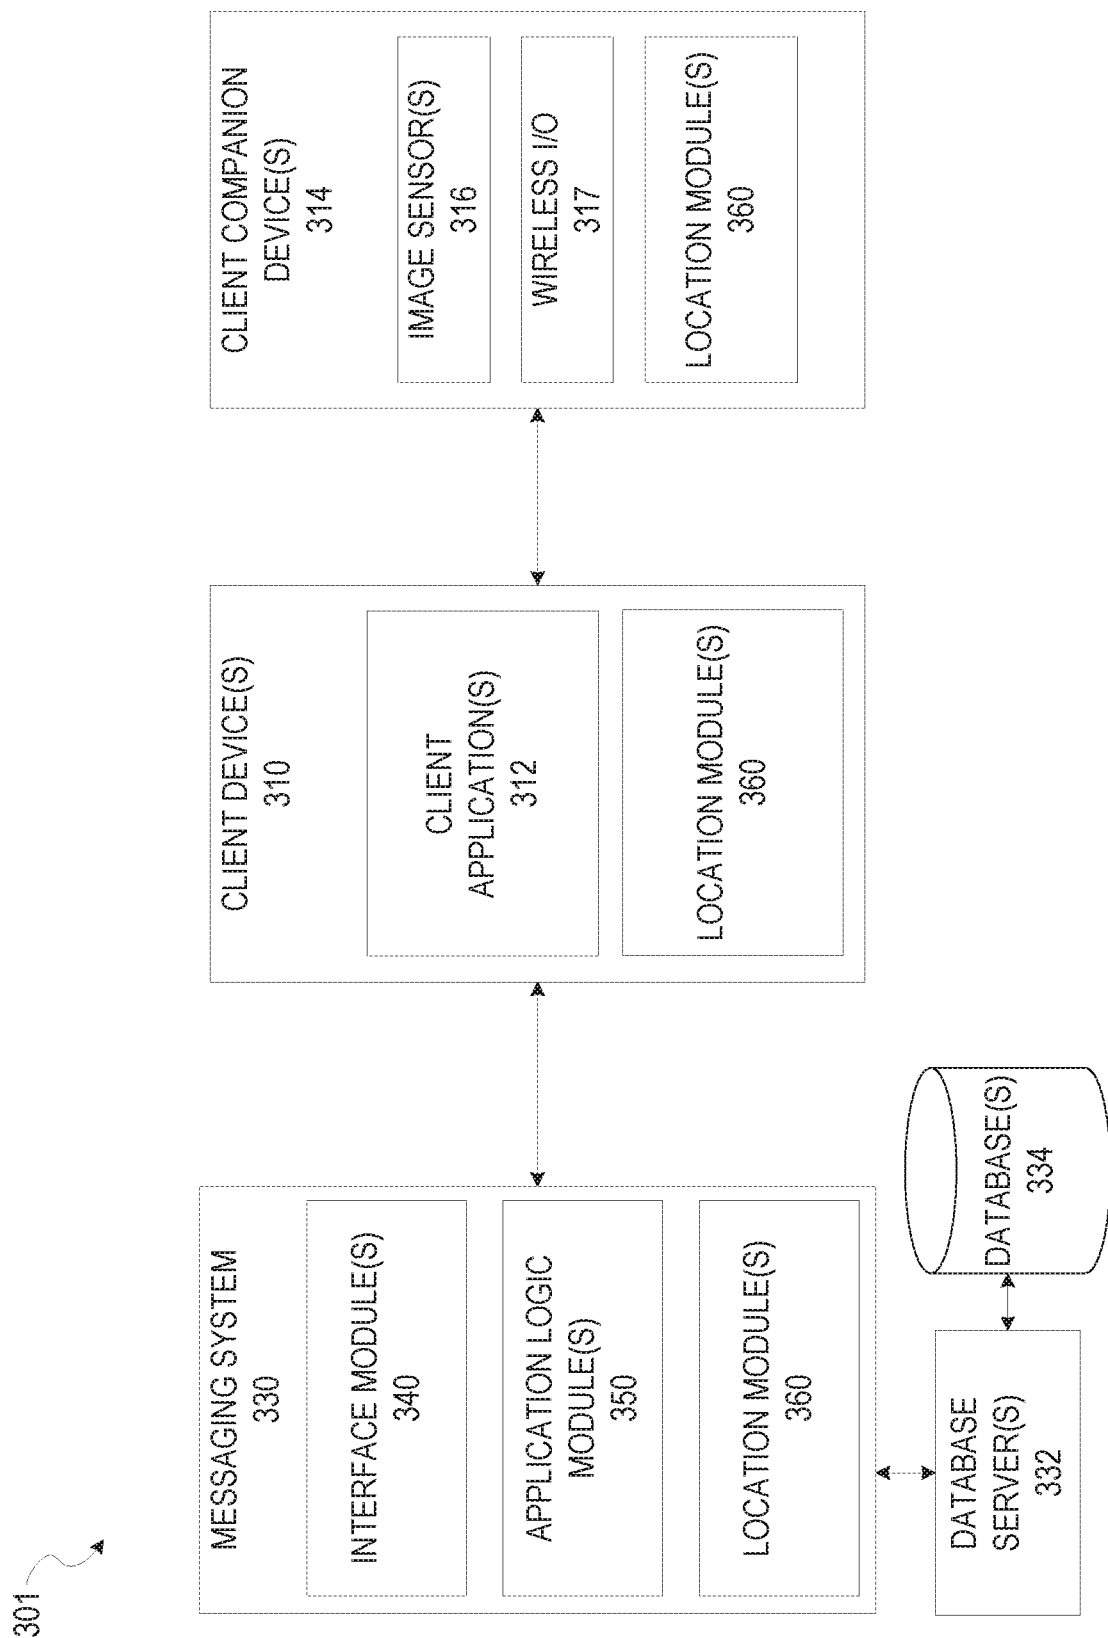 301
MESSAGING SYSTEM
330
INTERFACE MODULE(S)
340
APPLICATION LOGIC
MODULE(S)
350
LOCATION MODULE(S)
360
DATABASE
SERVER(S)
332
DATABASE(S)
334
CLIENT DEVICE(S)
310
CLIENT
APPLICATION(S)
312
LOCATION MODULE(S)
360
CLIENT COMPANION
DEVICE(S)
314
IMAGE SENSOR(S)
316
WIRELESS I/O
317
LOCATION MODULE(S)
360